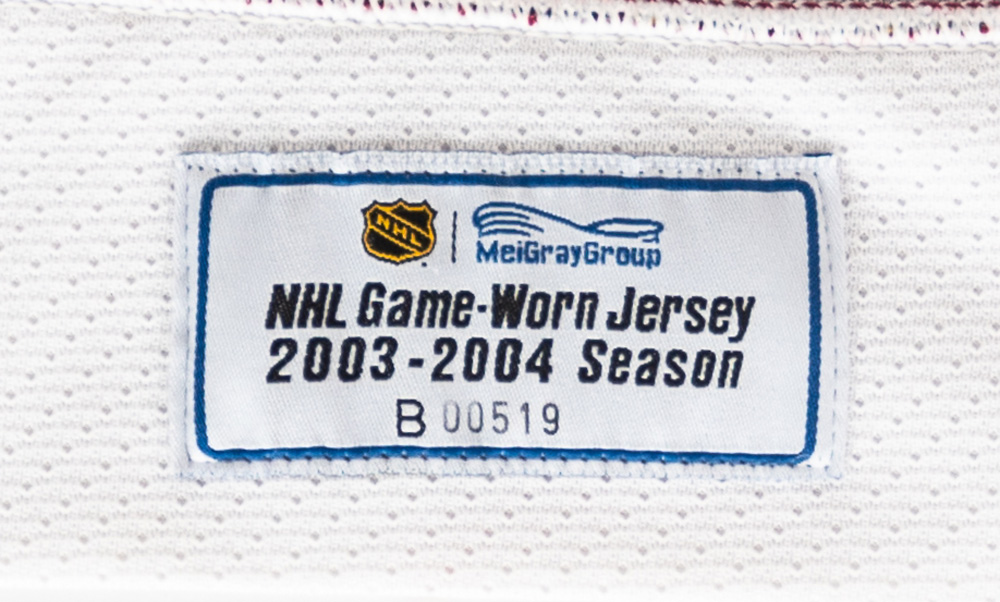 NHL MeiGrayGroup
NHL Game-Worn Jersey
2003-2004 Season
B 00519